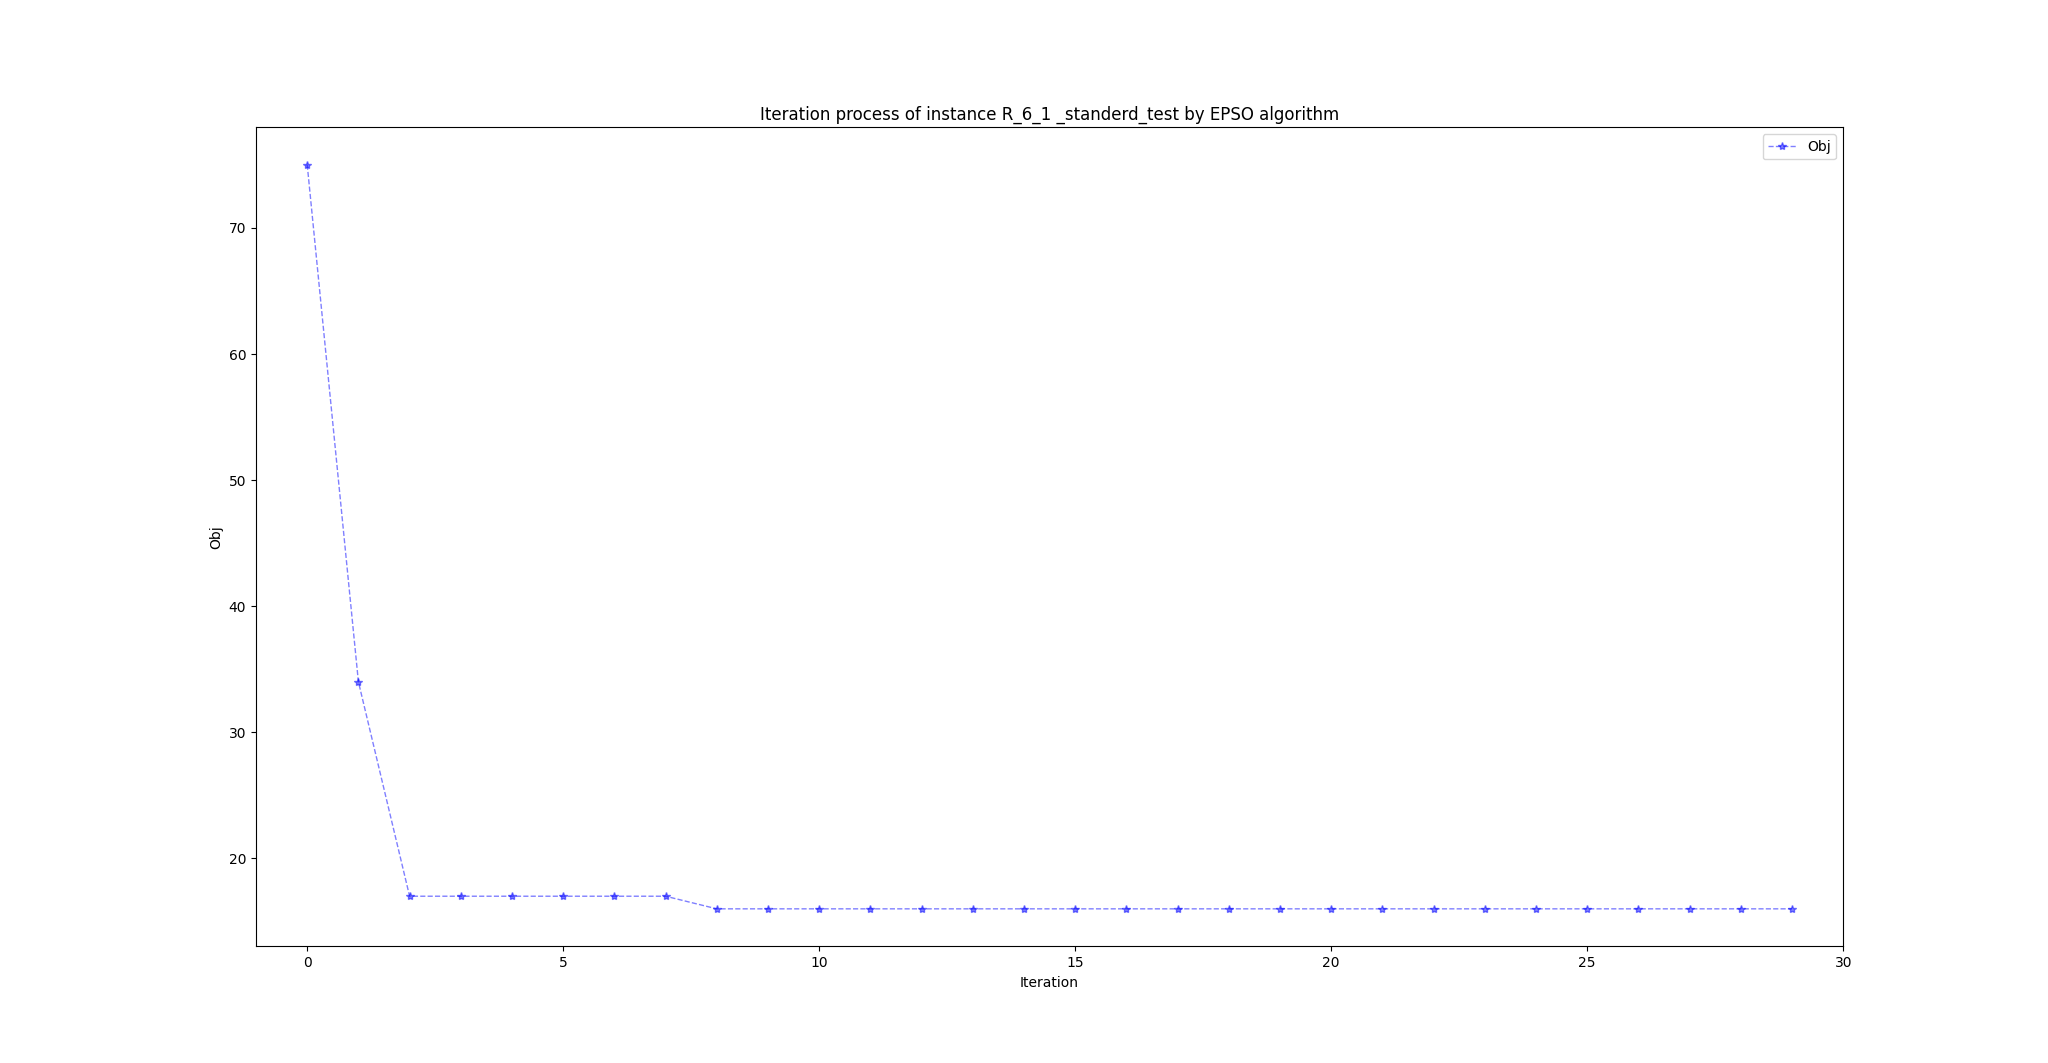 Iteration process of instance R_6_1 _standerd_test by EPSO algorithm
Obj
70
60
50
40
30
20
Obj
0 5 10 15 20 25 30
Iteration